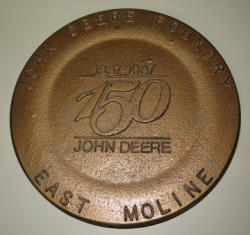 JOHN DEERE FOUNDRY
1837-1987
150
JOHN DEERE
EAST MOLINE